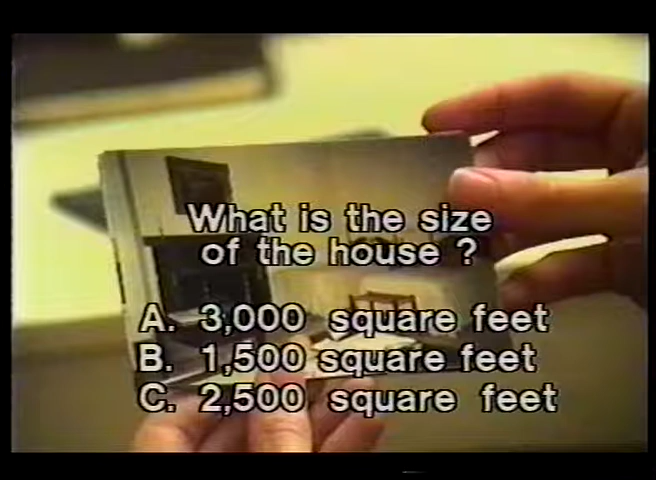 What is the size
of the house ?
A. 3,000 square feet
B. 1,500 square feet
C. 2,500 square feet